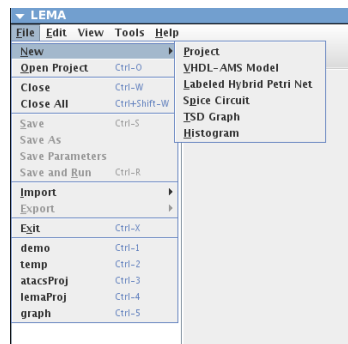 LEMA
File Edit View Tools Help
New
Open Project Ctrl-O
Close Ctrl-W
Close All Ctrl+Shift-W
Save Ctrl-S
Save As
Save Parameters
Save and Run Ctrl-R
Import
Export
Exit Ctrl-X
demo Ctrl-1
temp Ctrl-2
atacsProj Ctrl-3
lemaProj Ctrl-4
graph Ctrl-5
Project
VHDL-AMS Model
Labeled Hybrid Petri Net
Spice Circuit
TSD Graph
Histogram